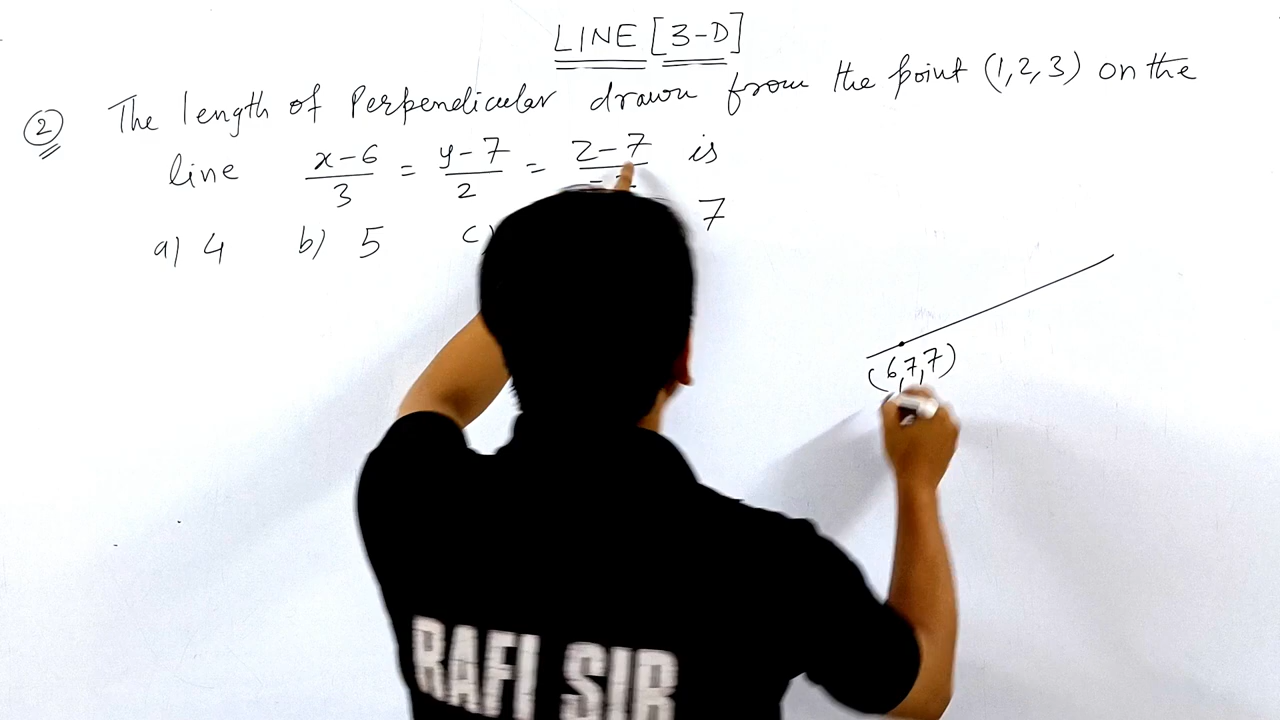 LINE [3-D]
② The length of Perpendicular drawn from the point (1,2,3) on the
line x-6/3 = y-7/2 = z-7/-2 is
a) 4 b) 5 c) 7
(6,7,7)
RAFI SIR